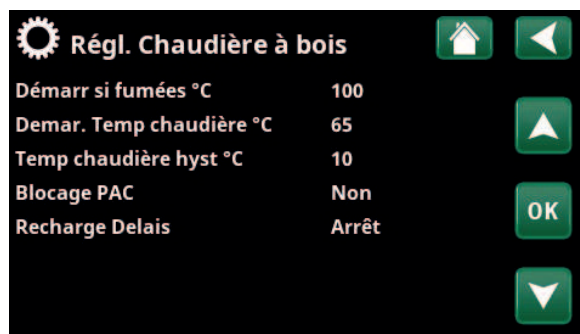 Régl. Chaudière à bois
Démarr si fumées °C 100
Demar. Temp chaudière °C 65
Temp chaudière hyst °C 10
Blocage PAC Non
Recharge Delais Arrêt
OK